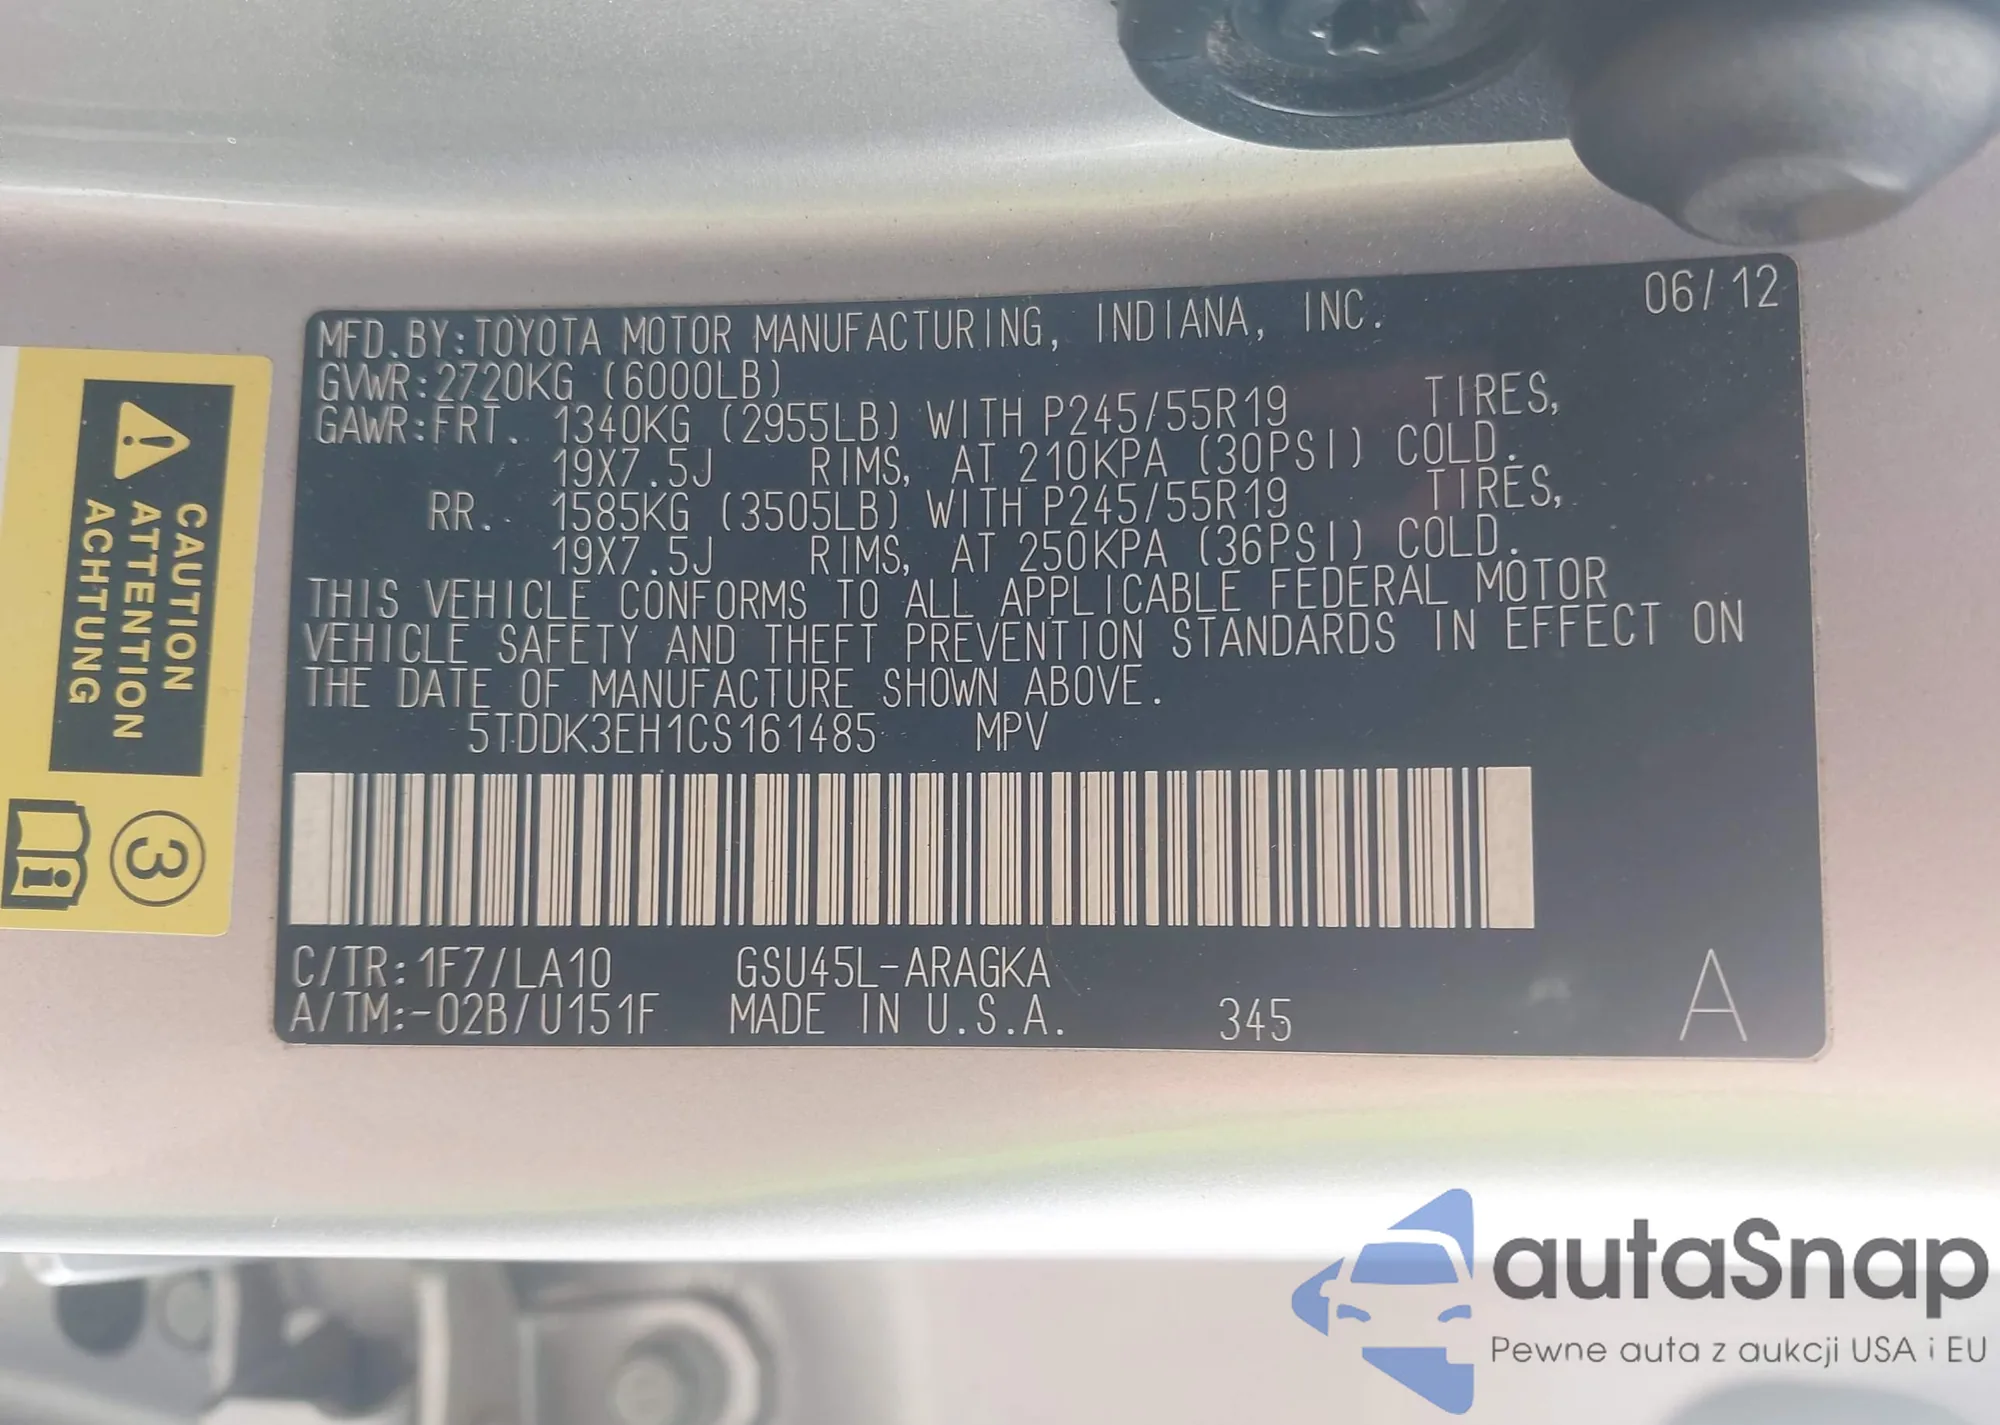 06/12
MFD.BY:TOYOTA MOTOR MANUFACTURING, INDIANA, INC.
GVWR:2720KG (6000LB)
GAWR:FRT. 1340KG (2955LB) WITH P245/55R19 TIRES,
19X7.5J RIMS, AT 210KPA (30PSI) COLD.
RR. 1585KG (3505LB) WITH P245/55R19 TIRES,
19X7.5J RIMS, AT 250KPA (36PSI) COLD.
THIS VEHICLE CONFORMS TO ALL APPLICABLE FEDERAL MOTOR
VEHICLE SAFETY AND THEFT PREVENTION STANDARDS IN EFFECT ON
THE DATE OF MANUFACTURE SHOWN ABOVE.
5TDDK3EH1CS161485 MPV
C/TR:1F7/LA10 GSU45L-ARAGKA
A/TM:-02B/U151F MADE IN U.S.A. 345 A
CAUTION
ATTENTION
ACHTUNG
3
autaSnap
Pewne auta z aukcji USA i EU